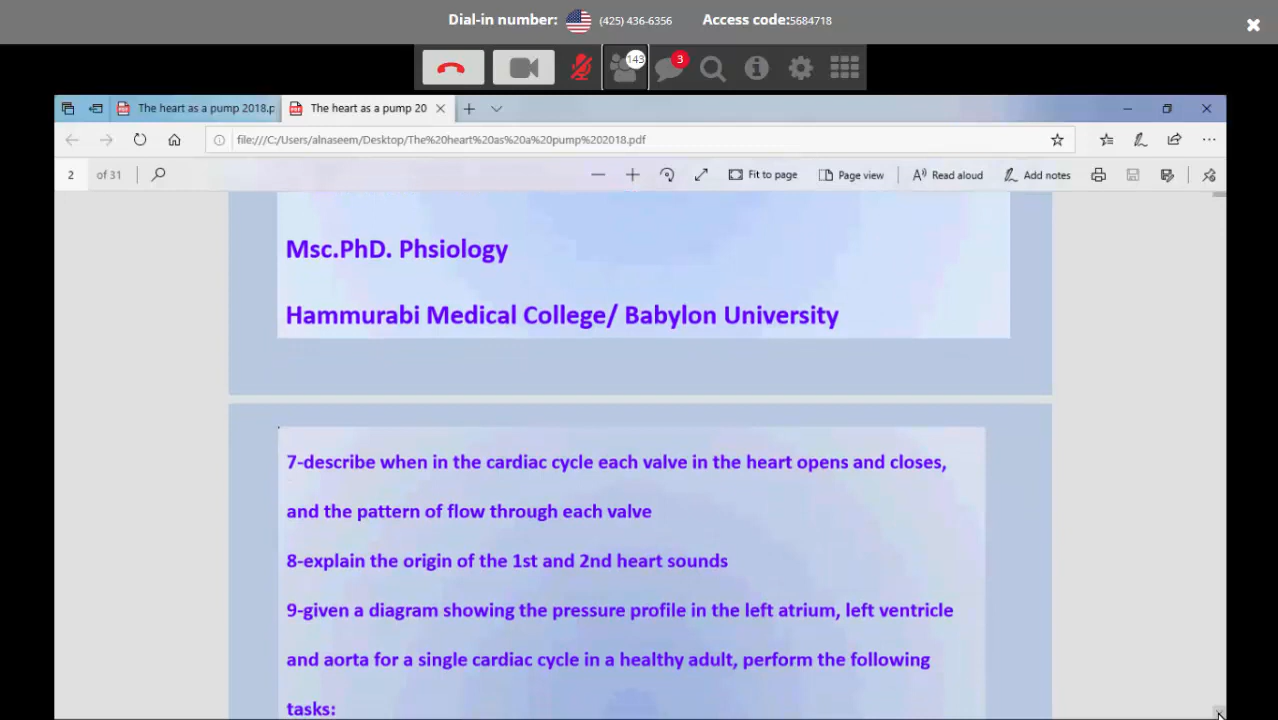 Dial-in number: (425) 436-6356 Access code:5684718
143 3
The heart as a pump 2018.p The heart as a pump 20
file:///C:/Users/alnaseem/Desktop/The%20heart%20as%20a%20pump%202018.pdf
2 of 31 Fit to page Page view Read aloud Add notes
Msc.PhD. Phsiology
Hammurabi Medical College/ Babylon University
7-describe when in the cardiac cycle each valve in the heart opens and closes,
and the pattern of flow through each valve
8-explain the origin of the 1st and 2nd heart sounds
9-given a diagram showing the pressure profile in the left atrium, left ventricle
and aorta for a single cardiac cycle in a healthy adult, perform the following
tasks: